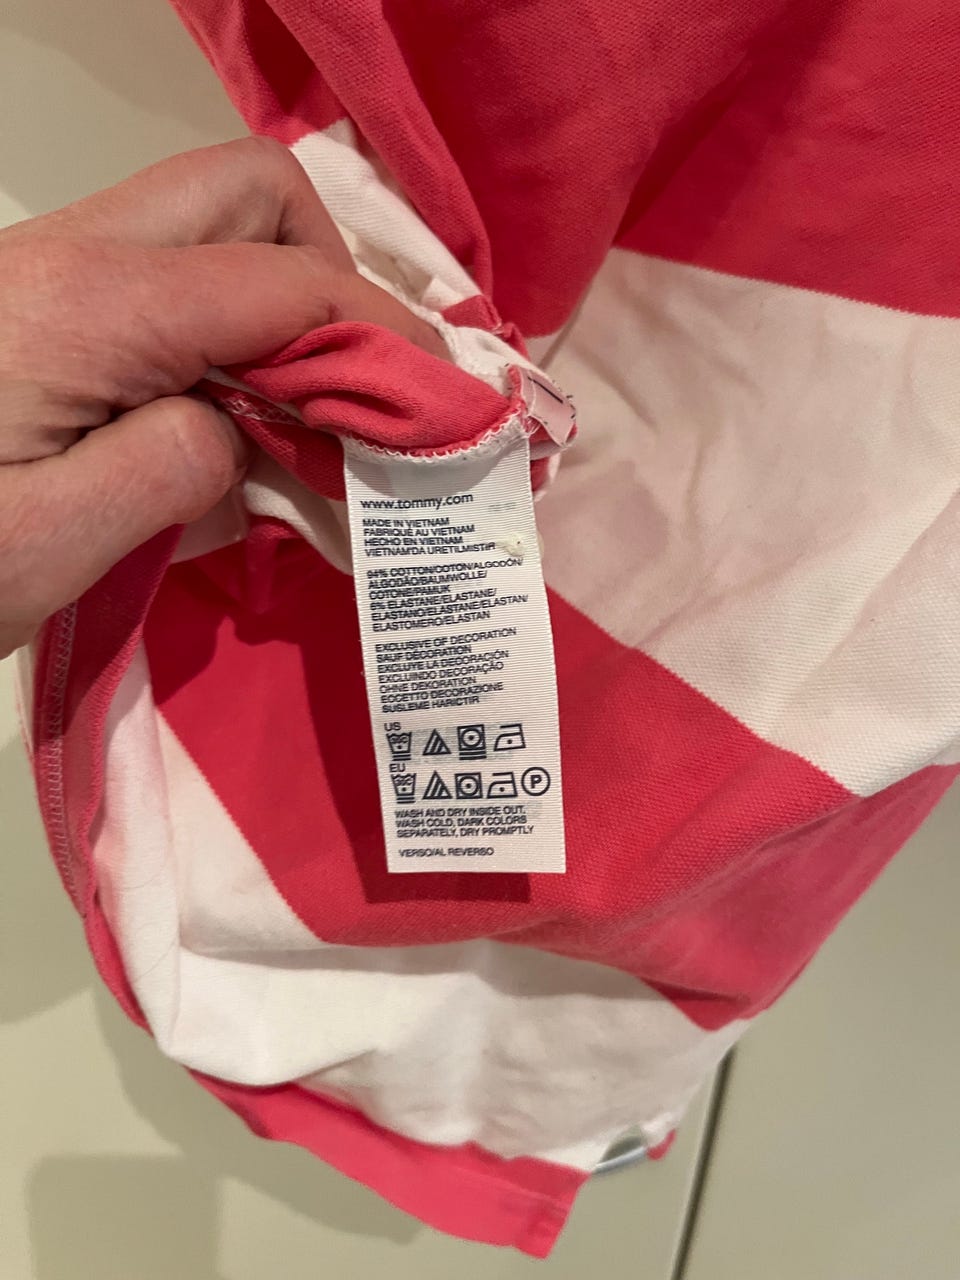 www.tommy.com
MADE IN VIETNAM
FABRIQUÉ AU VIETNAM
HECHO EN VIETNAM
VIETNAM'DA URETILMISTIR
94% COTTON/COTON/ALGODÓN/
ALGODÃO/BAUMWOLLE/
COTONE/PAMUK
6% ELASTANE/ELASTANE/
ELASTANO/ELASTANE/ELASTAN/
ELASTOMERO/ELASTAN
EXCLUSIVE OF DECORATION
SAUF DÉCORATION
EXCLUYE LA DECORACIÓN
EXCLUINDO DECORAÇÃO
OHNE DEKORATION
ECCETTO DECORAZIONE
SUSLEME HARICTIR
US
EU
P
WASH AND DRY INSIDE OUT,
WASH COLD, DARK COLORS
SEPARATELY, DRY PROMPTLY
VERSO/AL REVERSO